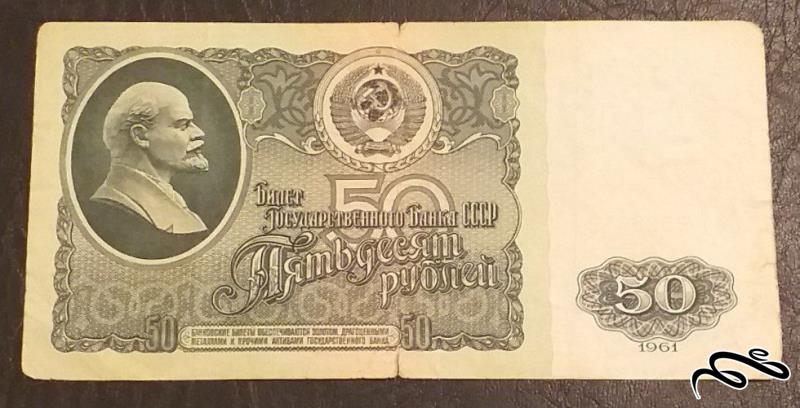 50
Билет
Государственного Банка СССР
Пятьдесят
рублей
50
БАНКОВСКИЕ БИЛЕТЫ ОБЕСПЕЧИВАЮТСЯ ЗОЛОТОМ, ДРАГОЦЕННЫМИ
МЕТАЛЛАМИ И ПРОЧИМИ АКТИВАМИ ГОСУДАРСТВЕННОГО БАНКА
50
50
1961